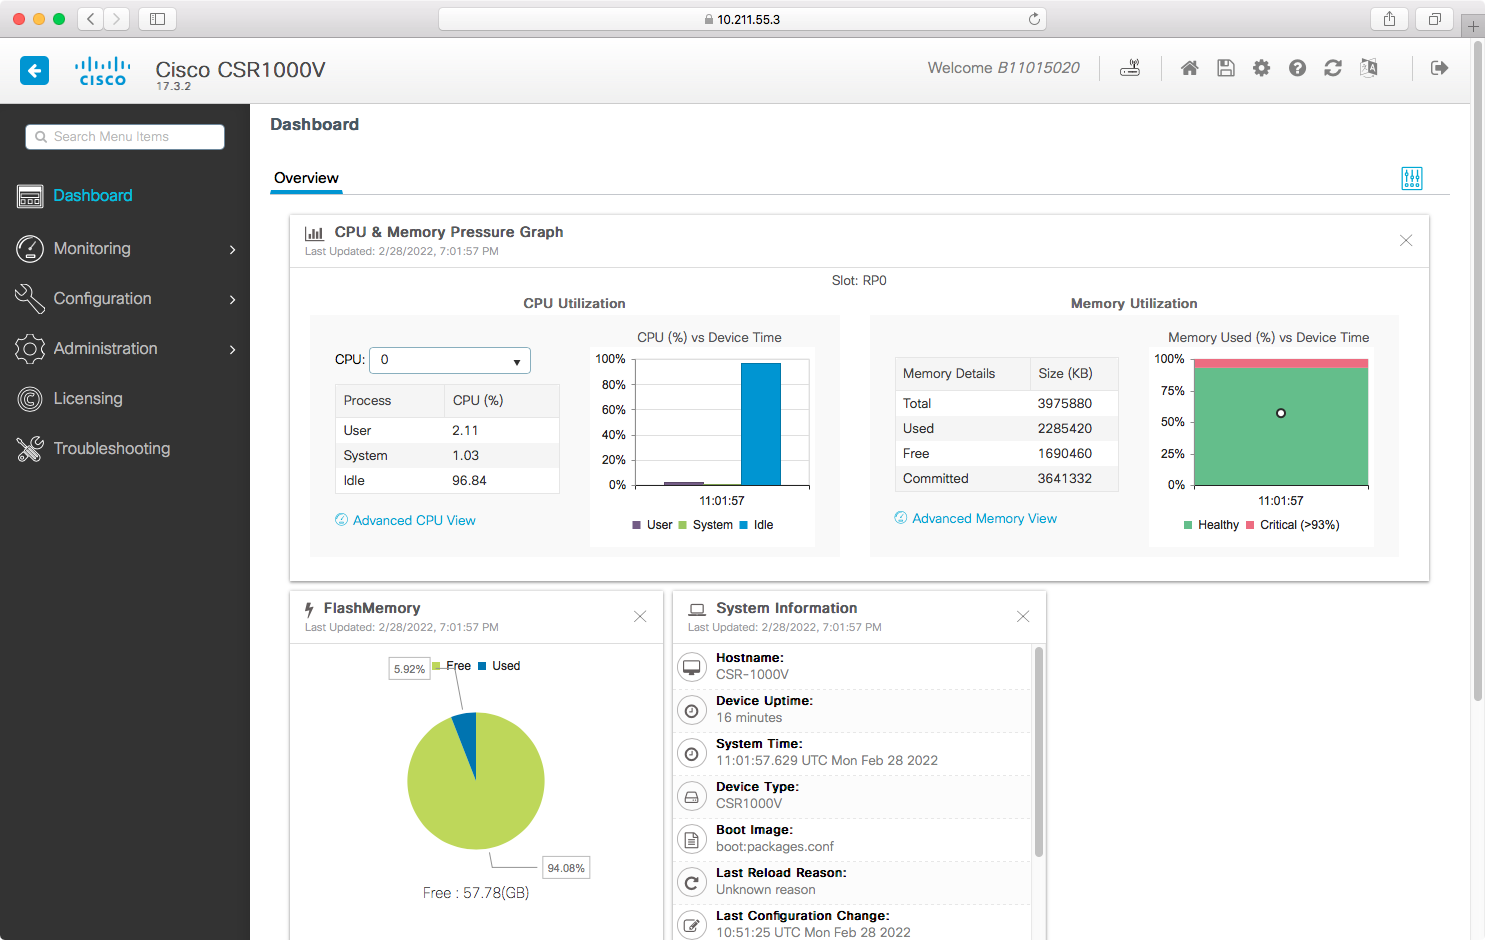 10.211.55.3
CISCO
Cisco CSR1000V
17.3.2
Welcome B11015020
Search Menu Items
Dashboard
Monitoring
Configuration
Administration
Licensing
Troubleshooting
Dashboard
Overview
CPU & Memory Pressure Graph
Last Updated: 2/28/2022, 7:01:57 PM
Slot: RP0
CPU Utilization
CPU: 0
Process CPU (%)
User 2.11
System 1.03
Idle 96.84
Advanced CPU View
CPU (%) vs Device Time
100%
80%
60%
40%
20%
0%
11:01:57
User System Idle
Memory Utilization
Memory Details Size (KB)
Total 3975880
Used 2285420
Free 1690460
Committed 3641332
Advanced Memory View
Memory Used (%) vs Device Time
100%
75%
50%
25%
0%
11:01:57
Healthy Critical (>93%)
FlashMemory
Last Updated: 2/28/2022, 7:01:57 PM
5.92% Free Used
94.08%
Free : 57.78(GB)
System Information
Last Updated: 2/28/2022, 7:01:57 PM
Hostname:
CSR-1000V
Device Uptime:
16 minutes
System Time:
11:01:57.629 UTC Mon Feb 28 2022
Device Type:
CSR1000V
Boot Image:
boot:packages.conf
Last Reload Reason:
Unknown reason
Last Configuration Change:
10:51:25 UTC Mon Feb 28 2022